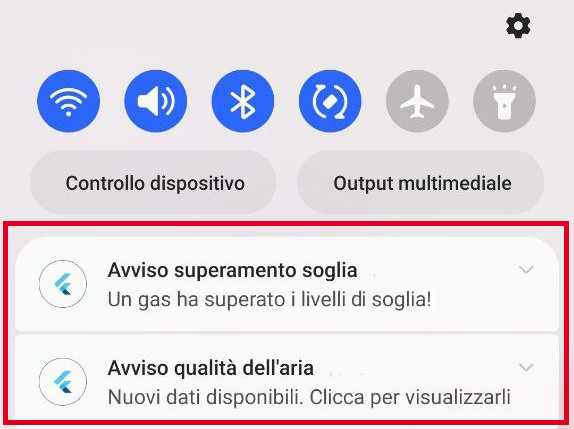 Controllo dispositivo
Output multimediale
Avviso superamento soglia
Un gas ha superato i livelli di soglia!
Avviso qualità dell'aria
Nuovi dati disponibili. Clicca per visualizzarli